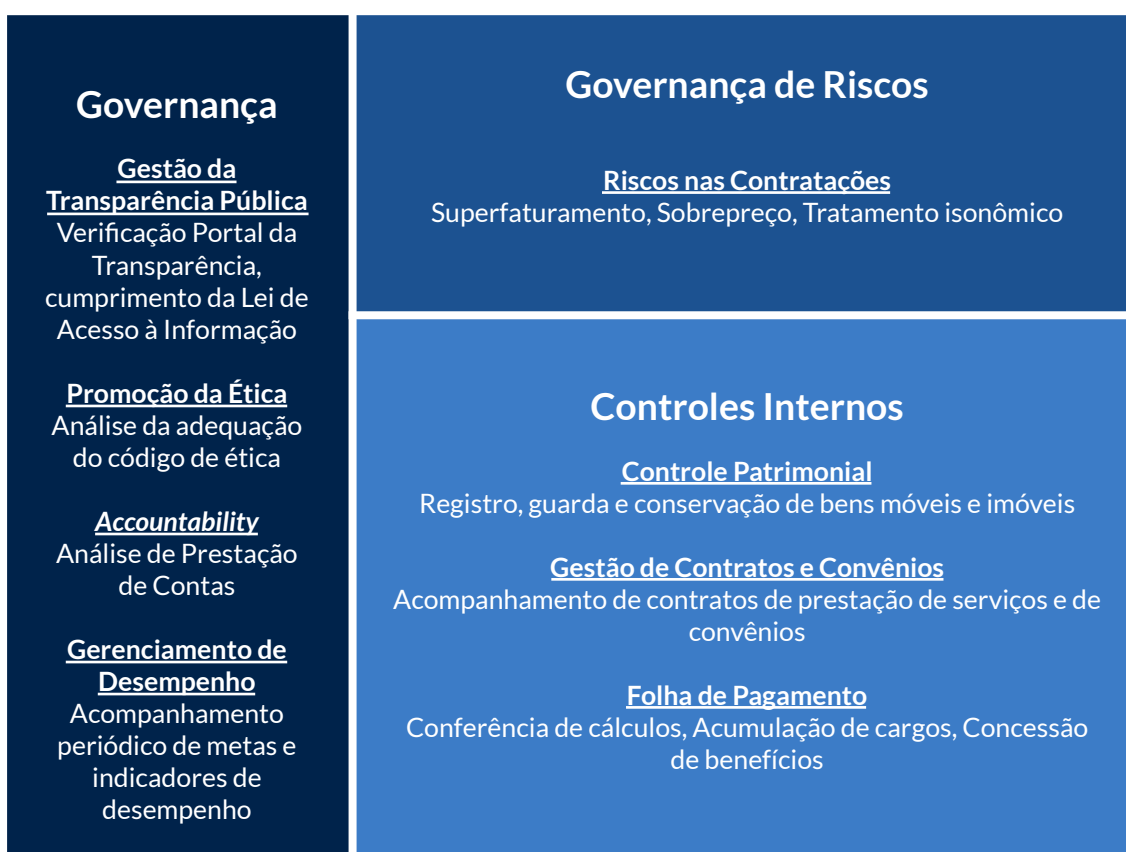 Governança
Gestão da
Transparência Pública
Verificação Portal da
Transparência,
cumprimento da Lei de
Acesso à Informação
Promoção da Ética
Análise da adequação
do código de ética
Accountability
Análise de Prestação
de Contas
Gerenciamento de
Desempenho
Acompanhamento
periódico de metas e
indicadores de
desempenho
Governança de Riscos
Riscos nas Contratações
Superfaturamento, Sobrepreço, Tratamento isonômico
Controles Internos
Controle Patrimonial
Registro, guarda e conservação de bens móveis e imóveis
Gestão de Contratos e Convênios
Acompanhamento de contratos de prestação de serviços e de
convênios
Folha de Pagamento
Conferência de cálculos, Acumulação de cargos, Concessão
de benefícios